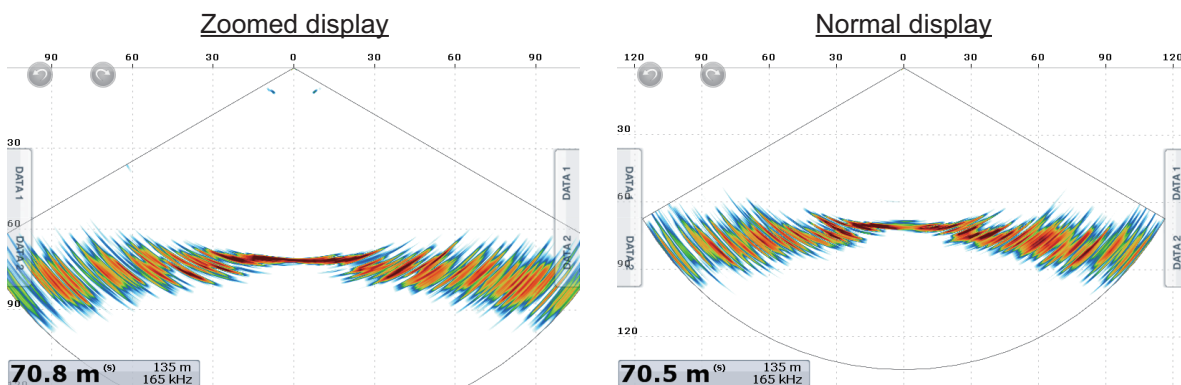 Zoomed display
90 60 30 0 30 60 90
30
DATA 1
DATA 1
60
DATA 2
DATA 2
90
70.8 m (S) 135 m
165 kHz
Normal display
120 90 60 30 0 30 60 90 120
30
DATA 1
DATA 1
60
DATA 2
90
120
70.5 m (S) 135 m
165 kHz